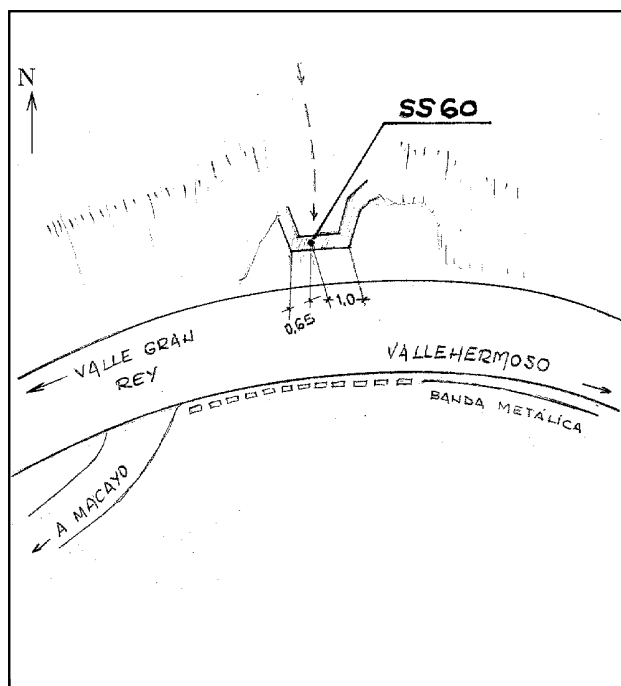 N
SS60
0,65
1,0
VALLE GRAN
REY
VALLEHERMOSO
BANDA METÁLICA
A MACAYO